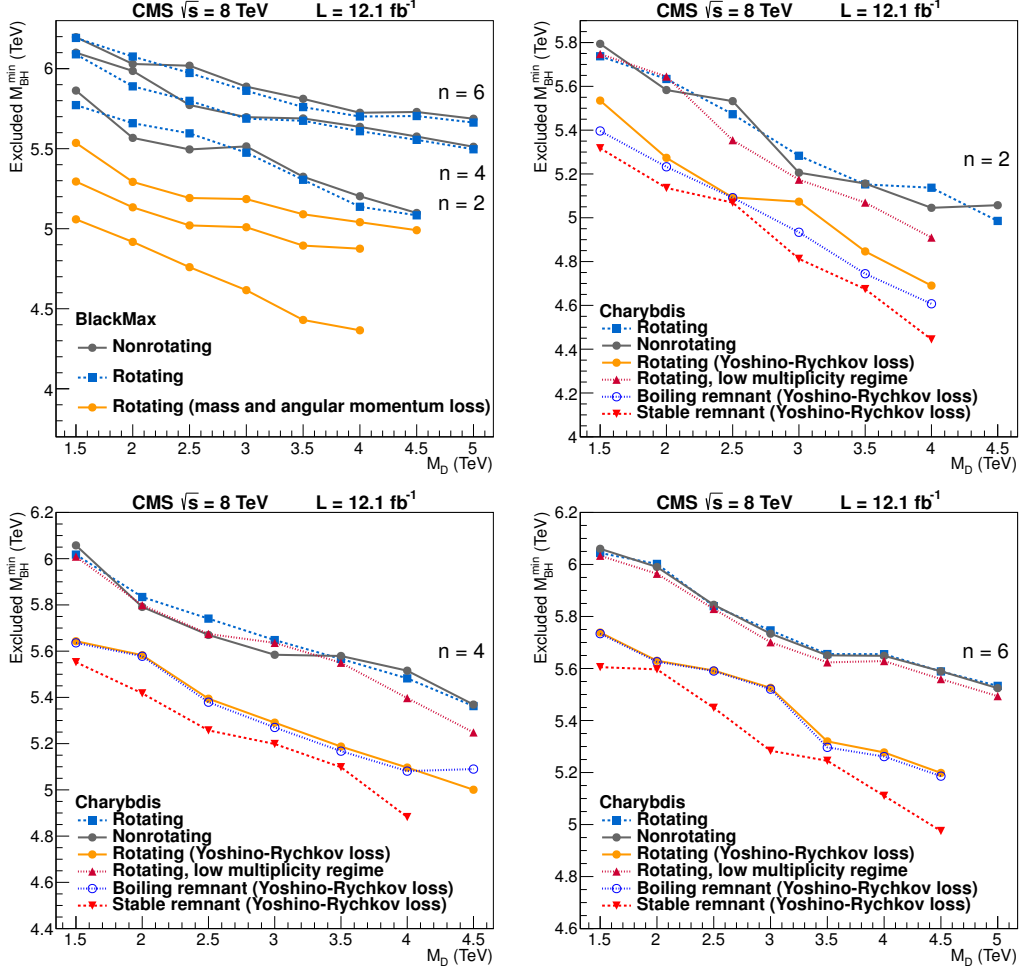 CMS √s = 8 TeV L = 12.1 fb⁻¹
Excluded M_BH^min (TeV)
6
5.5
5
4.5
4
n = 6
n = 4
n = 2
BlackMax
Nonrotating
Rotating
Rotating (mass and angular momentum loss)
1.5 2 2.5 3 3.5 4 4.5 5
M_D (TeV)
CMS √s = 8 TeV L = 12.1 fb⁻¹
Excluded M_BH^min (TeV)
5.8
5.6
5.4
5.2
5
4.8
4.6
4.4
4.2
4
n = 2
Charybdis
Rotating
Nonrotating
Rotating (Yoshino-Rychkov loss)
Rotating, low multiplicity regime
Boiling remnant (Yoshino-Rychkov loss)
Stable remnant (Yoshino-Rychkov loss)
1.5 2 2.5 3 3.5 4 4.5
M_D (TeV)
CMS √s = 8 TeV L = 12.1 fb⁻¹
Excluded M_BH^min (TeV)
6.2
6
5.8
5.6
5.4
5.2
5
4.8
4.6
4.4
n = 4
Charybdis
Rotating
Nonrotating
Rotating (Yoshino-Rychkov loss)
Rotating, low multiplicity regime
Boiling remnant (Yoshino-Rychkov loss)
Stable remnant (Yoshino-Rychkov loss)
1.5 2 2.5 3 3.5 4 4.5
M_D (TeV)
CMS √s = 8 TeV L = 12.1 fb⁻¹
Excluded M_BH^min (TeV)
6.2
6
5.8
5.6
5.4
5.2
5
4.8
4.6
n = 6
Charybdis
Rotating
Nonrotating
Rotating (Yoshino-Rychkov loss)
Rotating, low multiplicity regime
Boiling remnant (Yoshino-Rychkov loss)
Stable remnant (Yoshino-Rychkov loss)
1.5 2 2.5 3 3.5 4 4.5 5
M_D (TeV)